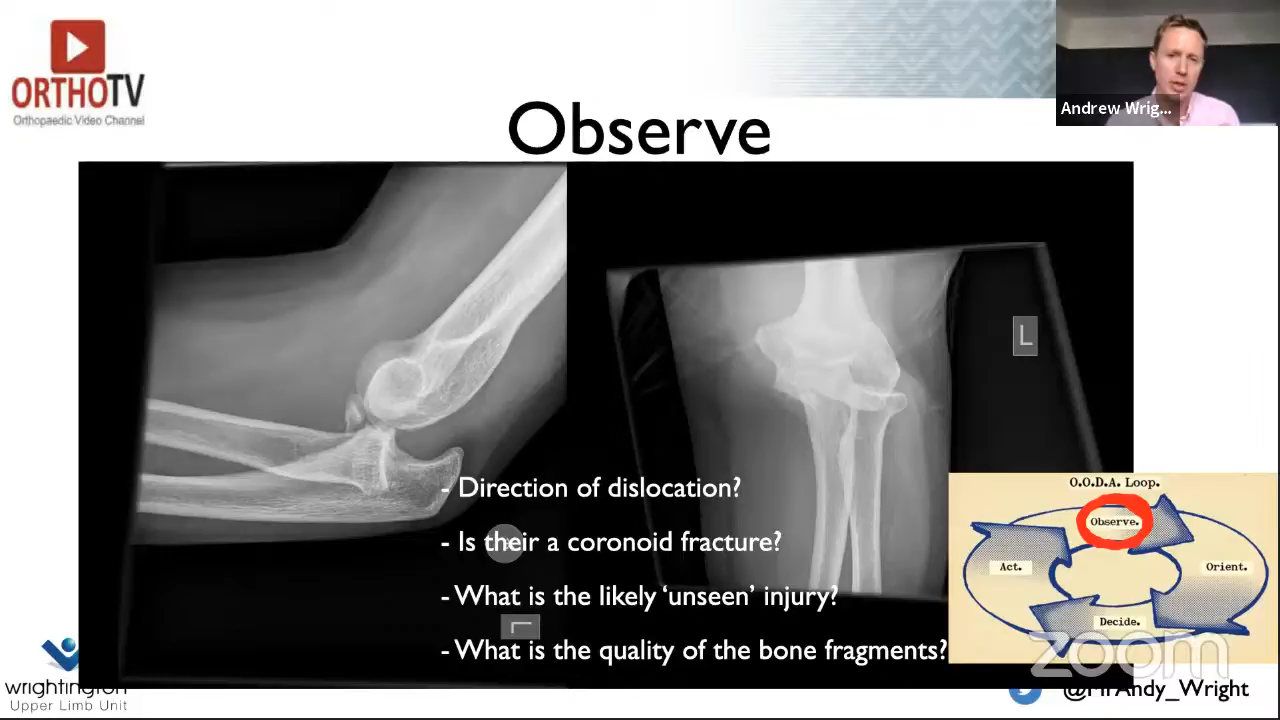 ORTHOTV
Orthopaedic Video Channel
Observe
Andrew Wrig...
L
- Direction of dislocation?
- Is their a coronoid fracture?
- What is the likely 'unseen' injury?
- What is the quality of the bone fragments?
L
O.O.D.A. Loop.
Observe.
Orient.
Decide.
Act.
zoom
wrightington
Upper Limb Unit
@MrAndy_Wright